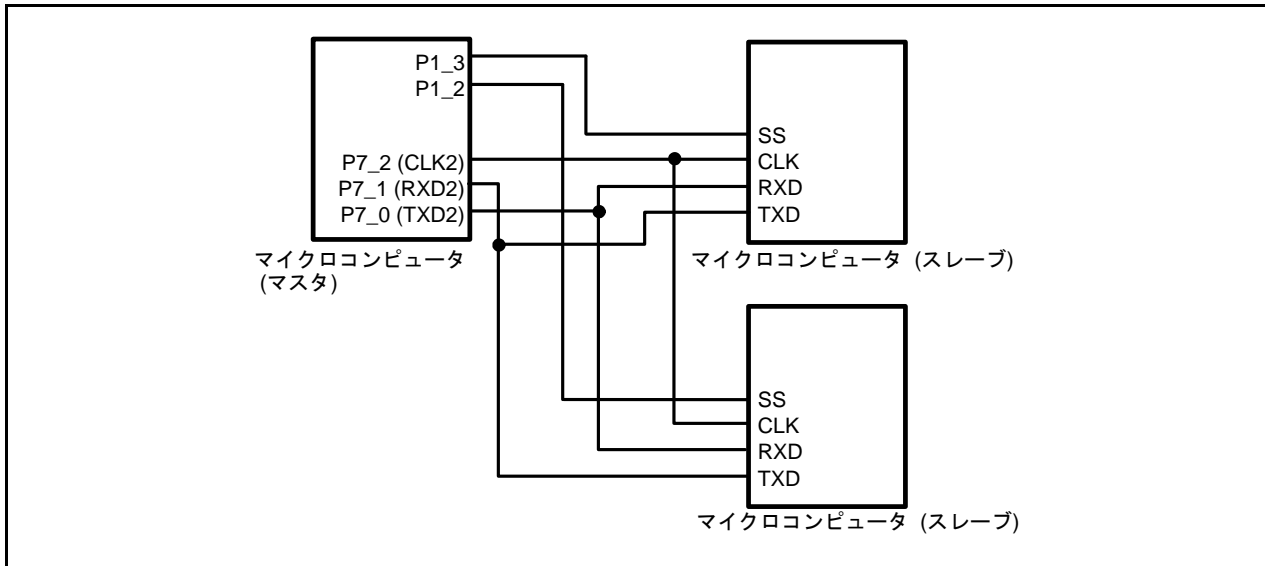 P1_3
P1_2
P7_2 (CLK2)
P7_1 (RXD2)
P7_0 (TXD2)
マイクロコンピュータ
(マスタ)
SS
CLK
RXD
TXD
マイクロコンピュータ (スレーブ)
SS
CLK
RXD
TXD
マイクロコンピュータ (スレーブ)